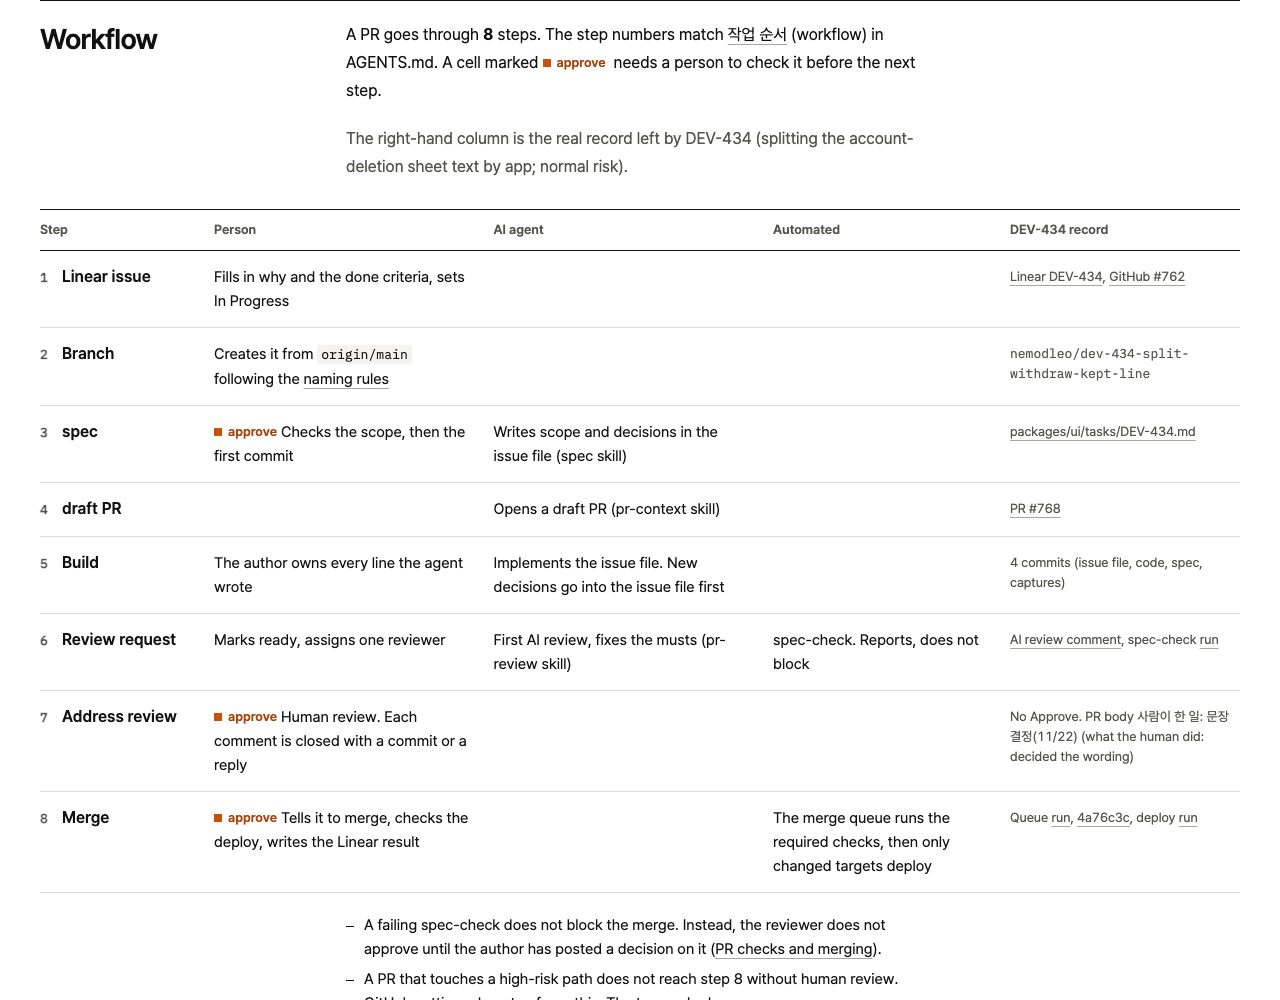 Workflow
A PR goes through 8 steps. The step numbers match 작업 순서 (workflow) in
AGENTS.md. A cell marked approve needs a person to check it before the next
step.
The right-hand column is the real record left by DEV-434 (splitting the account-
deletion sheet text by app; normal risk).
Step Person AI agent Automated DEV-434 record
1 Linear issue Fills in why and the done criteria, sets Linear DEV-434, GitHub #762
In Progress
2 Branch Creates it from origin/main nemodleo/dev-434-split-
following the naming rules withdraw-kept-line
3 spec approve Checks the scope, then the Writes scope and decisions in the packages/ui/tasks/DEV-434.md
first commit issue file (spec skill)
4 draft PR Opens a draft PR (pr-context skill) PR #768
5 Build The author owns every line the agent Implements the issue file. New 4 commits (issue file, code, spec,
wrote decisions go into the issue file first captures)
6 Review request Marks ready, assigns one reviewer First AI review, fixes the musts (pr- spec-check. Reports, does not AI review comment, spec-check run
review skill) block
7 Address review approve Human review. Each No Approve. PR body 사람이 한 일: 문장
comment is closed with a commit or a 결정(11/22) (what the human did:
reply decided the wording)
8 Merge approve Tells it to merge, checks the The merge queue runs the Queue run, 4a76c3c, deploy run
deploy, writes the Linear result required checks, then only
changed targets deploy
– A failing spec-check does not block the merge. Instead, the reviewer does not
approve until the author has posted a decision on it (PR checks and merging).
– A PR that touches a high-risk path does not reach step 8 without human review.